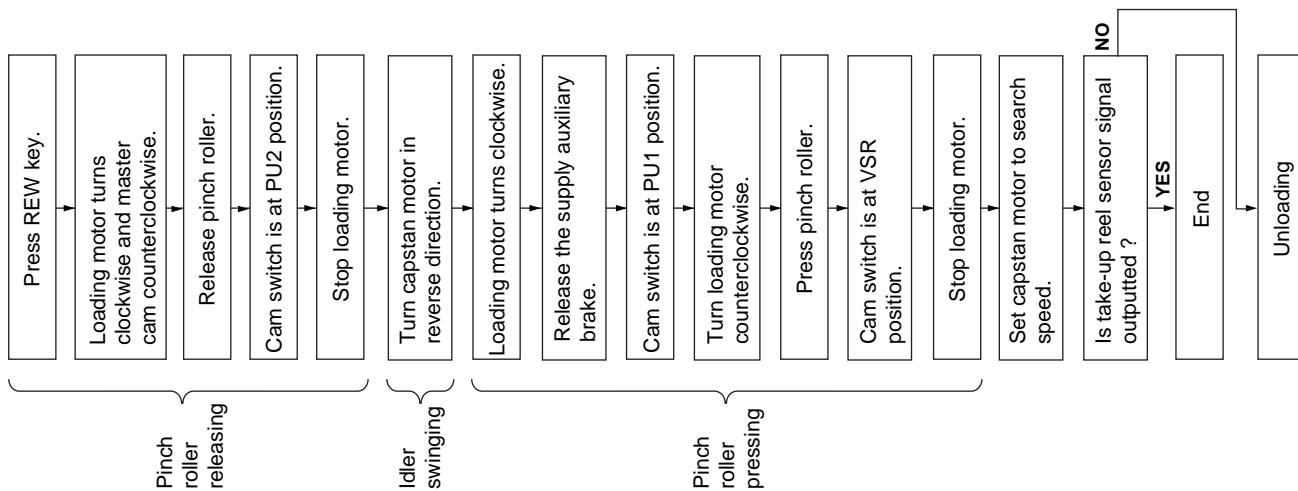 Press REW key.
Loading motor turns
clockwise and master
cam counterclockwise.
Release pinch roller.
Cam switch is at PU2 position.
Stop loading motor.
Pinch
roller
releasing
Turn capstan motor in
reverse direction.
Idler
swinging
Loading motor turns clockwise.
Release the supply auxiliary
brake.
Cam switch is at PU1 position.
Turn loading motor
counterclockwise.
Press pinch roller.
Cam switch is at VSR
position.
Stop loading motor.
Pinch
roller
pressing
Set capstan motor to search
speed.
Is take-up reel sensor signal
outputted ?
NO
YES
End
Unloading